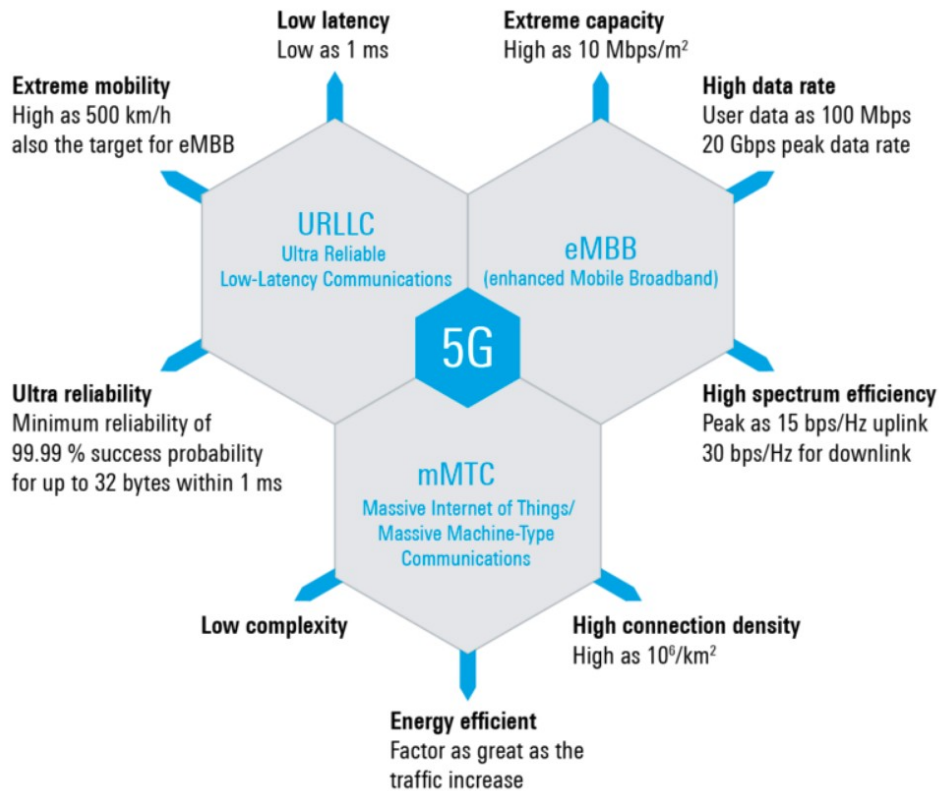 Low latency
Low as 1 ms
Extreme capacity
High as 10 Mbps/m²
Extreme mobility
High as 500 km/h
also the target for eMBB
High data rate
User data as 100 Mbps
20 Gbps peak data rate
URLLC
Ultra Reliable
Low-Latency Communications
eMBB
(enhanced Mobile Broadband)
5G
Ultra reliability
Minimum reliability of
99.99 % success probability
for up to 32 bytes within 1 ms
High spectrum efficiency
Peak as 15 bps/Hz uplink
30 bps/Hz for downlink
mMTC
Massive Internet of Things/
Massive Machine-Type
Communications
Low complexity
High connection density
High as 10⁶/km²
Energy efficient
Factor as great as the
traffic increase